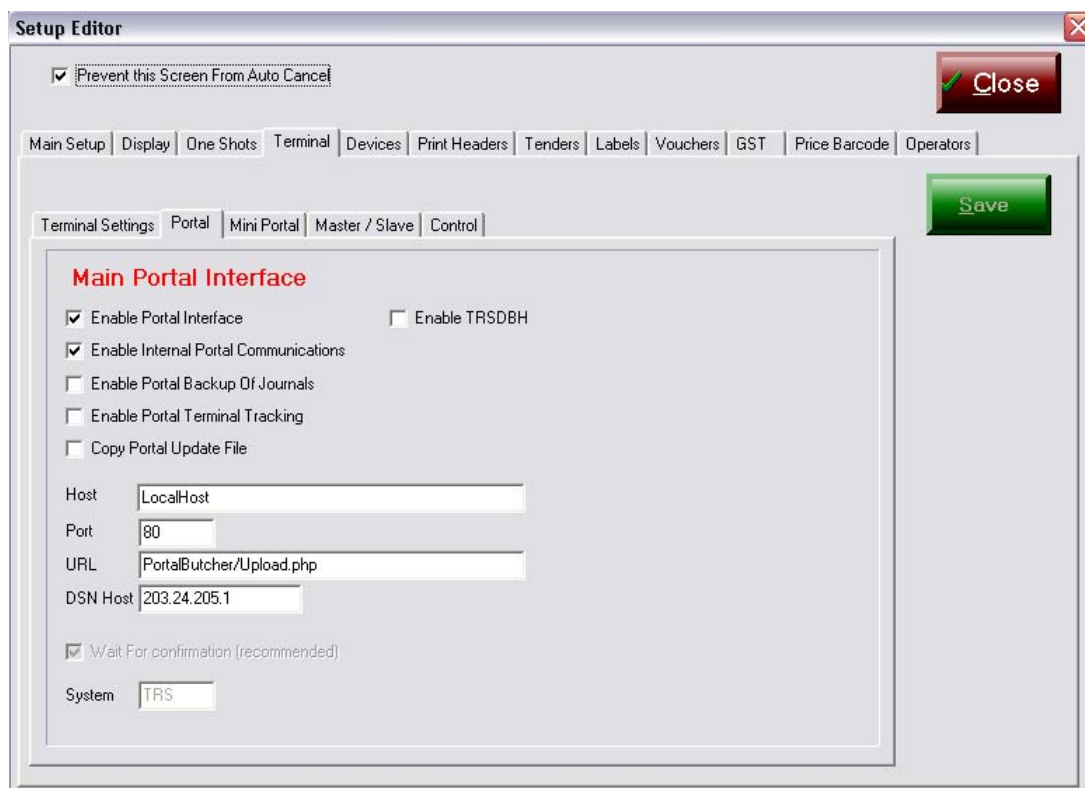 Setup Editor
Prevent this Screen From Auto Cancel
Close
Main Setup Display One Shots Terminal Devices Print Headers Tenders Labels Vouchers GST Price Barcode Operators
Save
Terminal Settings Portal Mini Portal Master / Slave Control
Main Portal Interface
Enable Portal Interface Enable TRSDBH
Enable Internal Portal Communications
Enable Portal Backup Of Journals
Enable Portal Terminal Tracking
Copy Portal Update File
Host LocalHost
Port 80
URL PortalButcher/Upload.php
DSN Host 203.24.205.1
Wait For confirmation (recommended)
System TRS